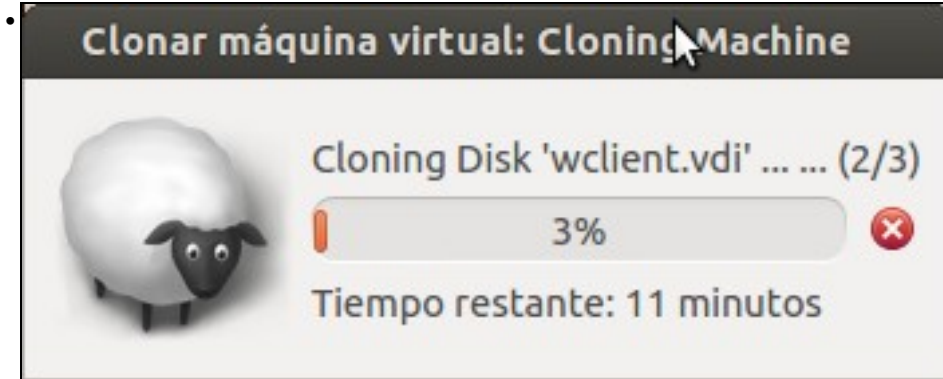 Clonar máquina virtual: Cloning Machine
Cloning Disk 'wclient.vdi' ... ... (2/3)
3%
Tiempo restante: 11 minutos